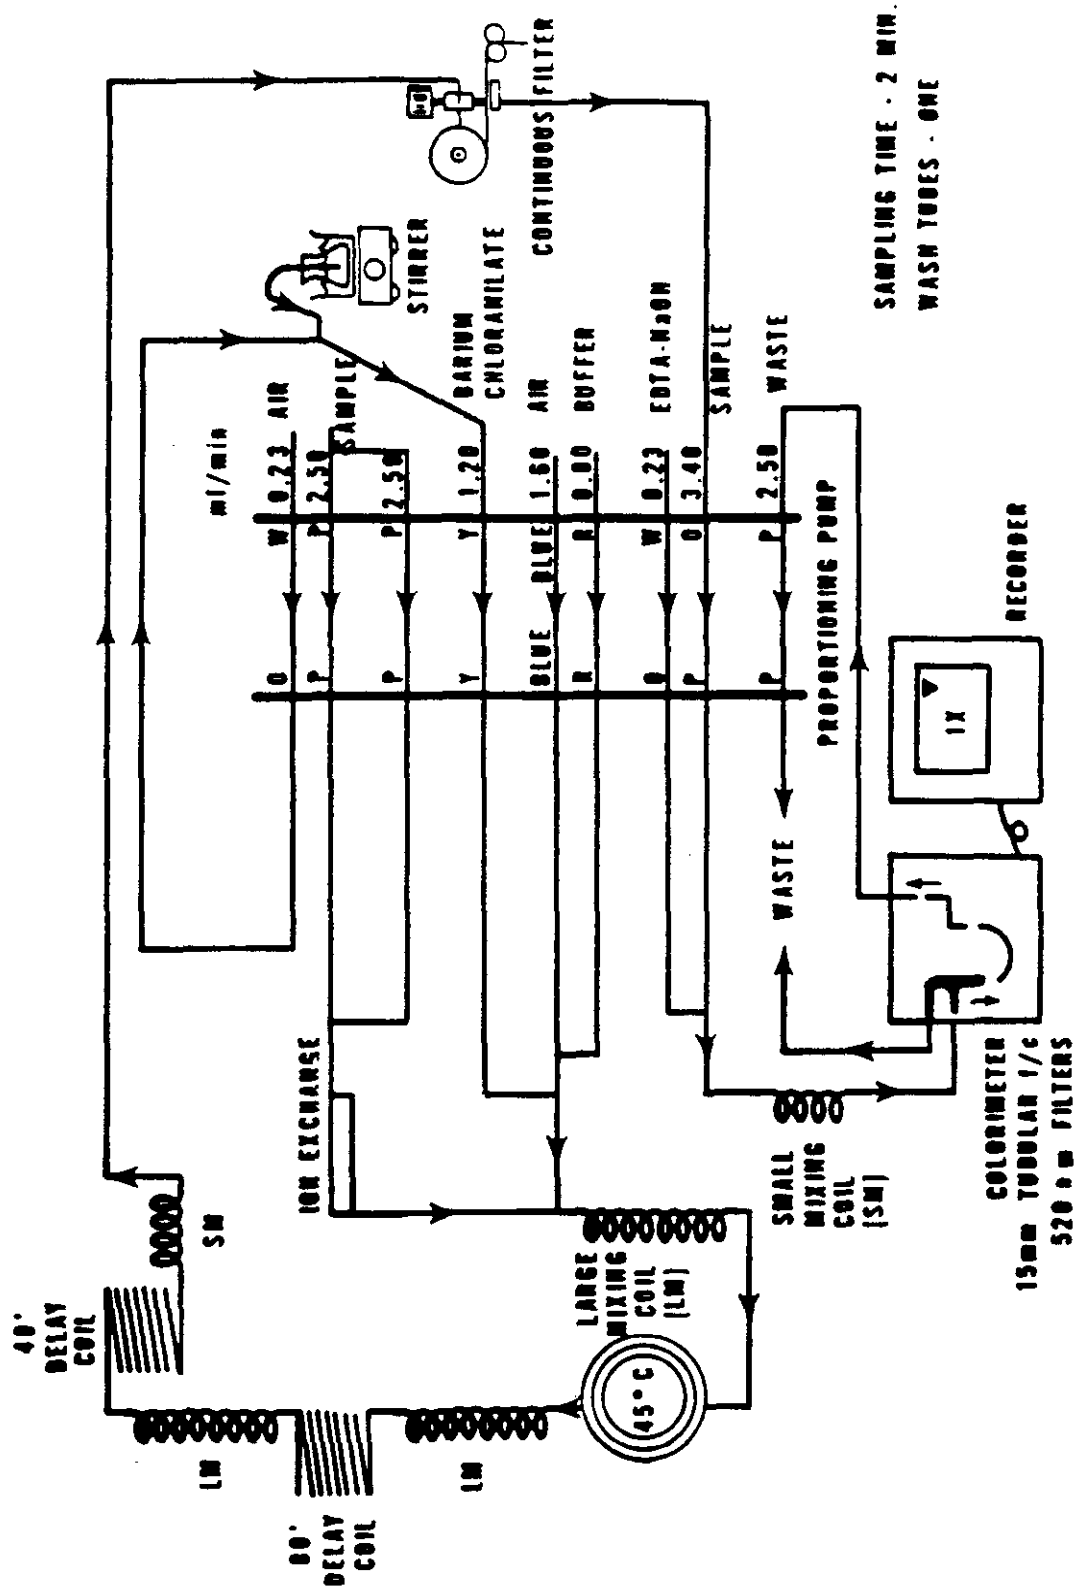 40'
DELAY
COIL
SM
80'
DELAY
COIL
LM
LM
45°C
LARGE
MIXING
COIL
(LM)
ION EXCHANGE
SMALL
MIXING
COIL
(SM)
COLORIMETER
15mm TUBULAR f/c
520 nm FILTERS
WASTE
RECORDER
1X
PROPORTIONING PUMP
ml/min
O W 0.23 AIR
P P 2.50 SAMPLE
P P 2.50
Y Y 1.20 BARIUM
CHLORANILATE
BLUE BLUE 1.60 AIR
R R 0.80 BUFFER
W 0.23 EDTA-NaOH
P O 3.40 SAMPLE
P P 2.50 WASTE
STIRRER
CONTINUOUS FILTER
SAMPLING TIME - 2 MIN.
WASH TUBES - ONE